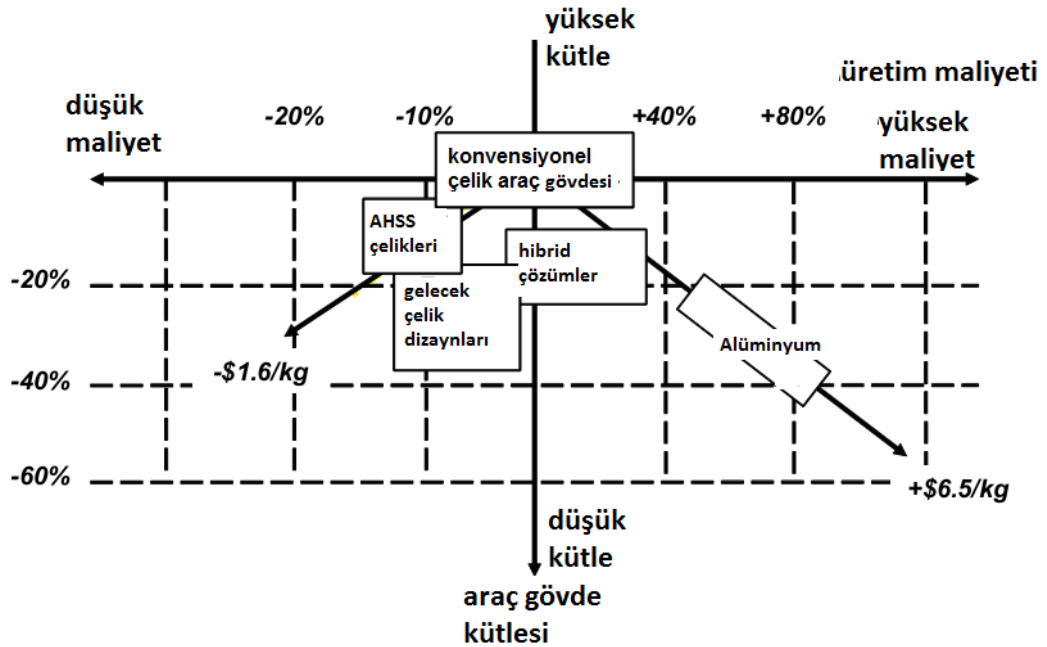 yüksek
kütle
üretim maliyeti
düşük
maliyet
-20%
-10%
+40%
+80%
yüksek
maliyet
konvensiyonel
çelik araç gövdesi
AHSS
çelikleri
hibrid
çözümler
-20%
gelecek
çelik
dizaynları
Alüminyum
-$1.6/kg
-40%
-60%
+$6.5/kg
düşük
kütle
araç gövde
kütlesi